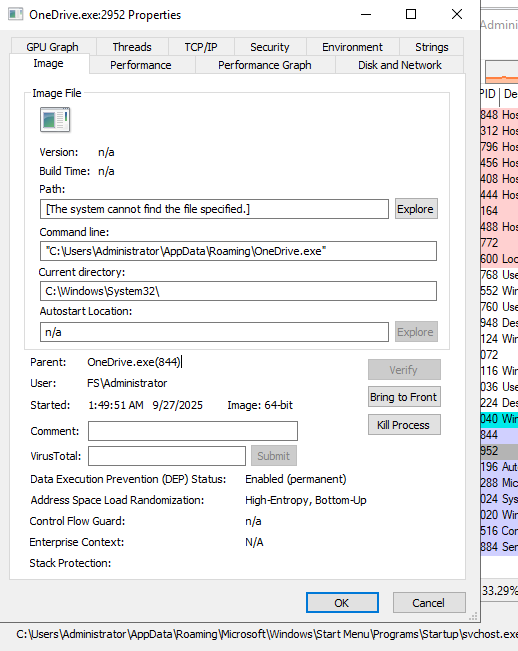 OneDrive.exe:2952 Properties
Admini
GPU Graph Threads TCP/IP Security Environment Strings
Image Performance Performance Graph Disk and Network
Image File
Version: n/a
Build Time: n/a
Path:
[The system cannot find the file specified.] Explore
Command line:
"C:\Users\Administrator\AppData\Roaming\OneDrive.exe"
Current directory:
C:\Windows\System32\
Autostart Location:
n/a Explore
Parent: OneDrive.exe(844)
Verify
User: FS\Administrator
Bring to Front
Started: 1:49:51 AM 9/27/2025 Image: 64-bit
Kill Process
Comment:
VirusTotal: Submit
Data Execution Prevention (DEP) Status: Enabled (permanent)
Address Space Load Randomization: High-Entropy, Bottom-Up
Control Flow Guard: n/a
Enterprise Context: N/A
Stack Protection:
OK Cancel
PID De
848 Hos
312 Hos
796 Hos
456 Hos
408 Hos
444 Hos
164
488 Hos
772
600 Loc
768 Use
552 Win
760 Use
948 Des
124 Win
072
116 Win
036 Use
224 Des
040 Win
844
952
196 Aut
288 Mic
024 Sys
020 Win
516 Con
884 Ser
33.29%
C:\Users\Administrator\AppData\Roaming\Microsoft\Windows\Start Menu\Programs\Startup\svchost.exe